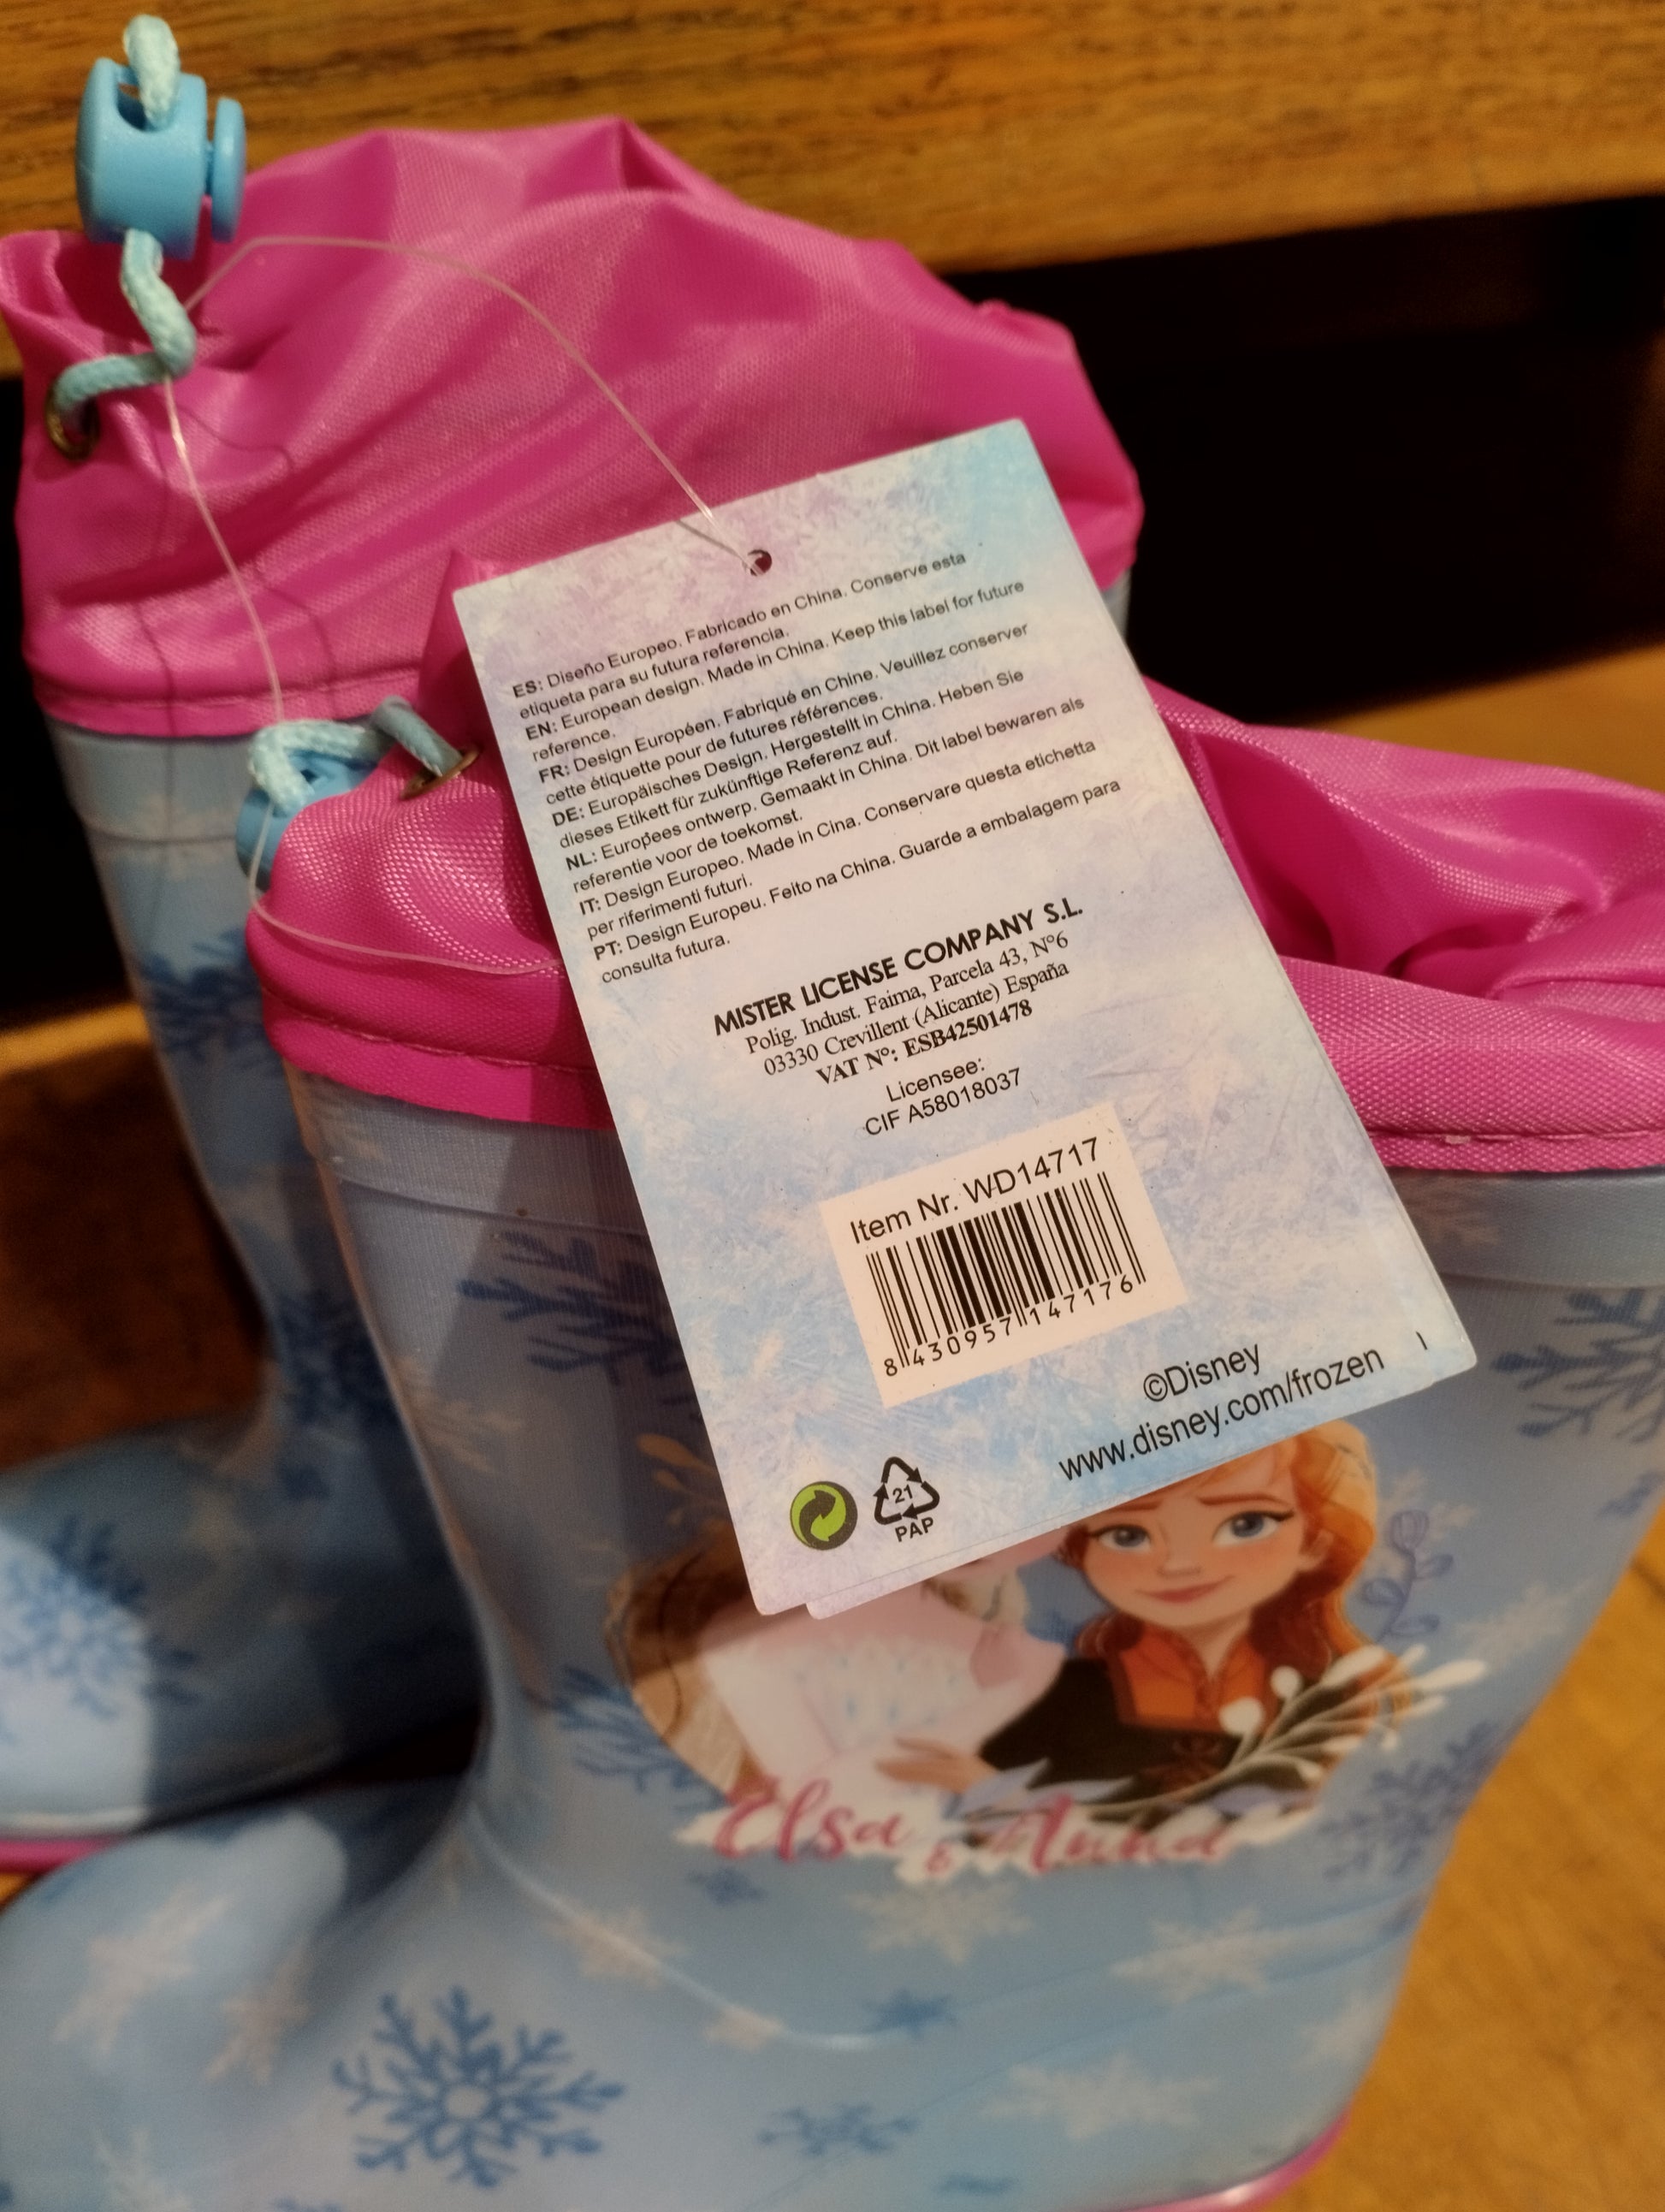 ES: Diseño Europeo. Fabricado en China. Conserve esta
etiqueta para su futura referencia.
EN: European design. Made in China. Keep this label for future
reference.
FR: Design Européen. Fabriqué en Chine. Veuillez conserver
cette étiquette pour de futures références.
DE: Europäisches Design. Hergestellt in China. Heben Sie
dieses Etikett für zukünftige Referenz auf.
NL: Europees ontwerp. Gemaakt in China. Dit label bewaren als
referentie voor de toekomst.
IT: Design Europeo. Made in Cina. Conservare questa etichetta
per riferimenti futuri.
PT: Design Europeu. Feito na China. Guarde a embalagem para
consulta futura.
MISTER LICENSE COMPANY S.L.
Polig. Indust. Faima, Parcela 43, Nº6
03330 Crevillent (Alicante) España
VAT Nº: ESB42501478
Licensee:
CIF A58018037
Item Nr. WD14717
8 430957 147176
©Disney
www.disney.com/frozen
21
PAP
Elsa & Anna